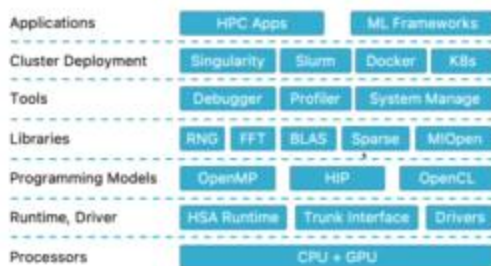 Applications HPC Apps ML Frameworks
Cluster Deployment Singularity Slurm Docker K8s
Tools Debugger Profiler System Manage
Libraries RNG FFT BLAS Sparse MIOpen
Programming Models OpenMP HIP OpenCL
Runtime, Driver HSA Runtime Trunk Interface Drivers
Processors CPU + GPU